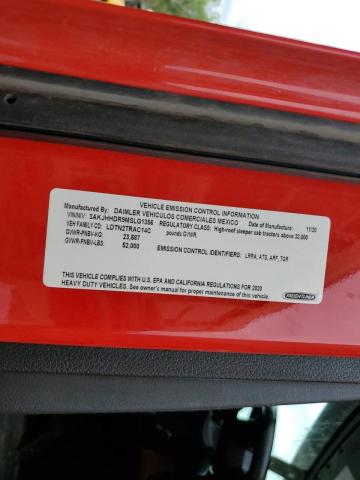 VEHICLE EMISSION CONTROL INFORMATION
Manufactured By: DAIMLER VEHICULOS COMERCIALES MEXICO Date of Manufacture: 11/20
VIN/NIV: 3AKJHHDR9MSLG1356 REGULATORY CLASS: High-roof sleeper cab tractors above 33,000
VEH FAMILY CD: LDTN2TRAC14C pounds GVWR
GVWR-PNBV-KG: 23,587
GVWR-PNBV-LBS: 52,000 EMISSION CONTROL IDENTIFIERS: LRRA, ATS, ARF, TGR
THIS VEHICLE COMPLIES WITH U.S. EPA AND CALIFORNIA REGULATIONS FOR 2020
HEAVY DUTY VEHICLES. See owner's manual for proper maintenance of this vehicle.
FREIGHTLINER